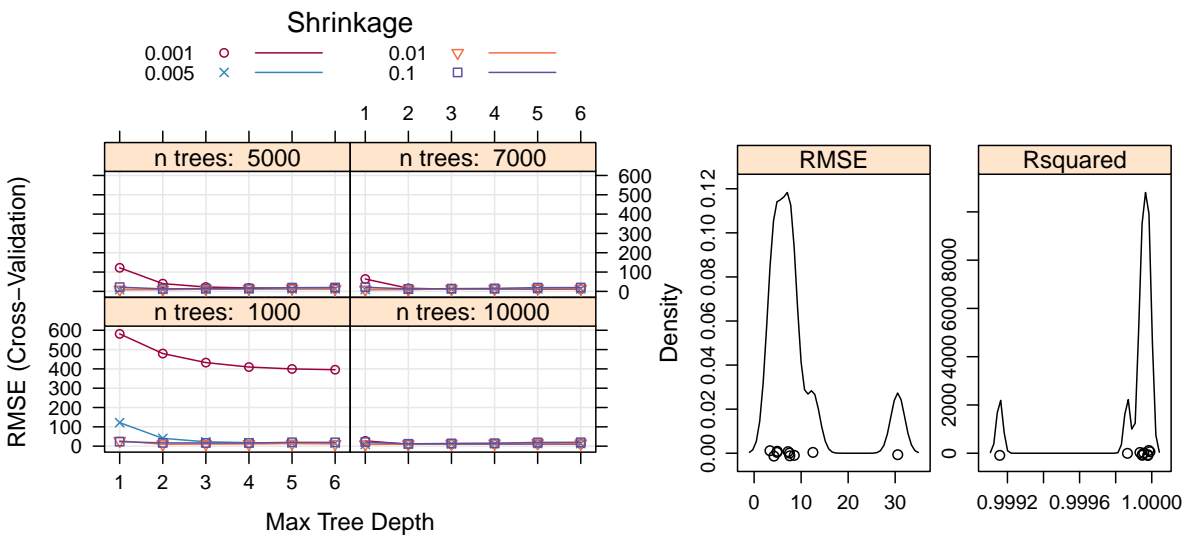 Shrinkage
0.001 0.01
0.005 0.1
1 2 3 4 5 6
n trees: 5000 n trees: 7000
600
500
400
300
200
100
0
n trees: 1000 n trees: 10000
600
500
400
300
200
100
0
RMSE (Cross−Validation)
1 2 3 4 5 6
Max Tree Depth
RMSE
Density
0.12
0.10
0.08
0.06
0.04
0.02
0.00
0 10 20 30
Rsquared
8000
6000
4000
2000
0
0.9992 0.9996 1.0000